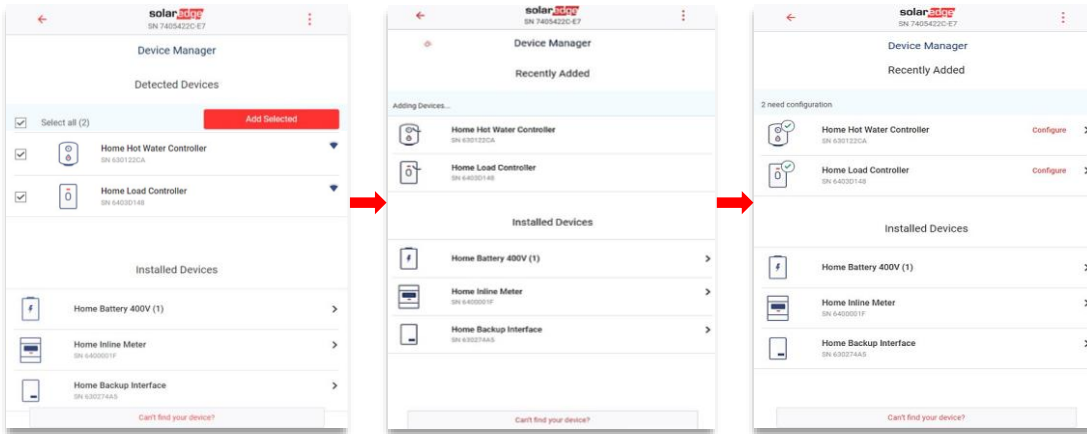 solaredge
SN 7405422C-E7
Device Manager
Detected Devices
Select all (2)
Add Selected
Home Hot Water Controller
SN 630122CA
Home Load Controller
SN 6403D148
Installed Devices
Home Battery 400V (1)
Home Inline Meter
SN 6400001F
Home Backup Interface
SN 630274A5
Can't find your device?
solaredge
SN 7405422C-E7
Device Manager
Recently Added
Adding Devices...
Home Hot Water Controller
SN 630122CA
Home Load Controller
SN 6403D148
Installed Devices
Home Battery 400V (1)
Home Inline Meter
SN 6400001F
Home Backup Interface
SN 630274A5
Can't find your device?
solaredge
SN 7405422C-E7
Device Manager
Recently Added
2 need configuration
Home Hot Water Controller
Configure
SN 630122CA
Home Load Controller
Configure
SN 6403D148
Installed Devices
Home Battery 400V (1)
Home Inline Meter
SN 6400001F
Home Backup Interface
SN 630274A5
Can't find your device?